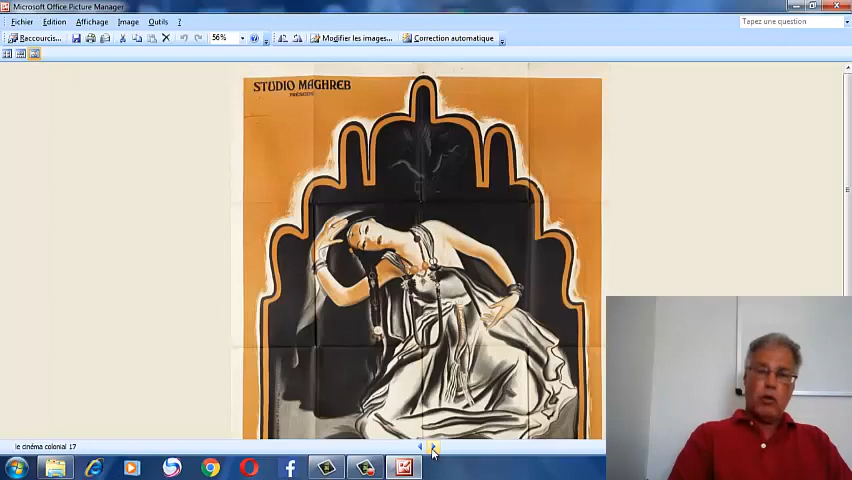 Microsoft Office Picture Manager
Fichier Edition Affichage Image Outils ?
Tapez une question
Raccourcis... 56% Modifier les images... Correction automatique
STUDIO MAGHREB
PRÉSENTE
le cinéma colonial 17